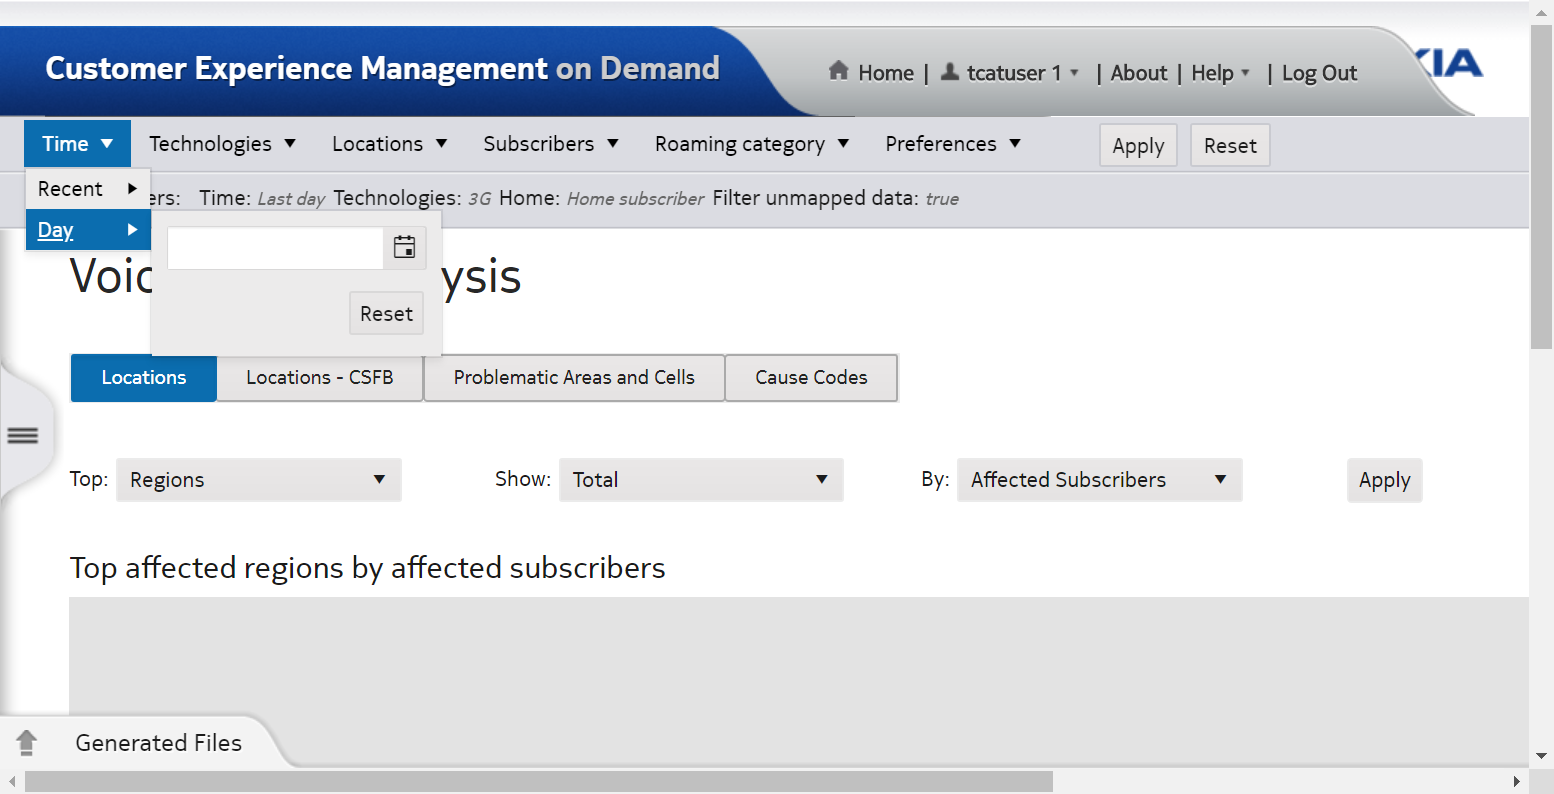 Customer Experience Management on Demand
Home | tcatuser 1 | About | Help | Log Out
KIA
Time Technologies Locations Subscribers Roaming category Preferences Apply Reset
Recent
ers: Time: Last day Technologies: 3G Home: Home subscriber Filter unmapped data: true
Day
Voic ysis
Reset
Locations Locations - CSFB Problematic Areas and Cells Cause Codes
Top: Regions Show: Total By: Affected Subscribers Apply
Top affected regions by affected subscribers
Generated Files